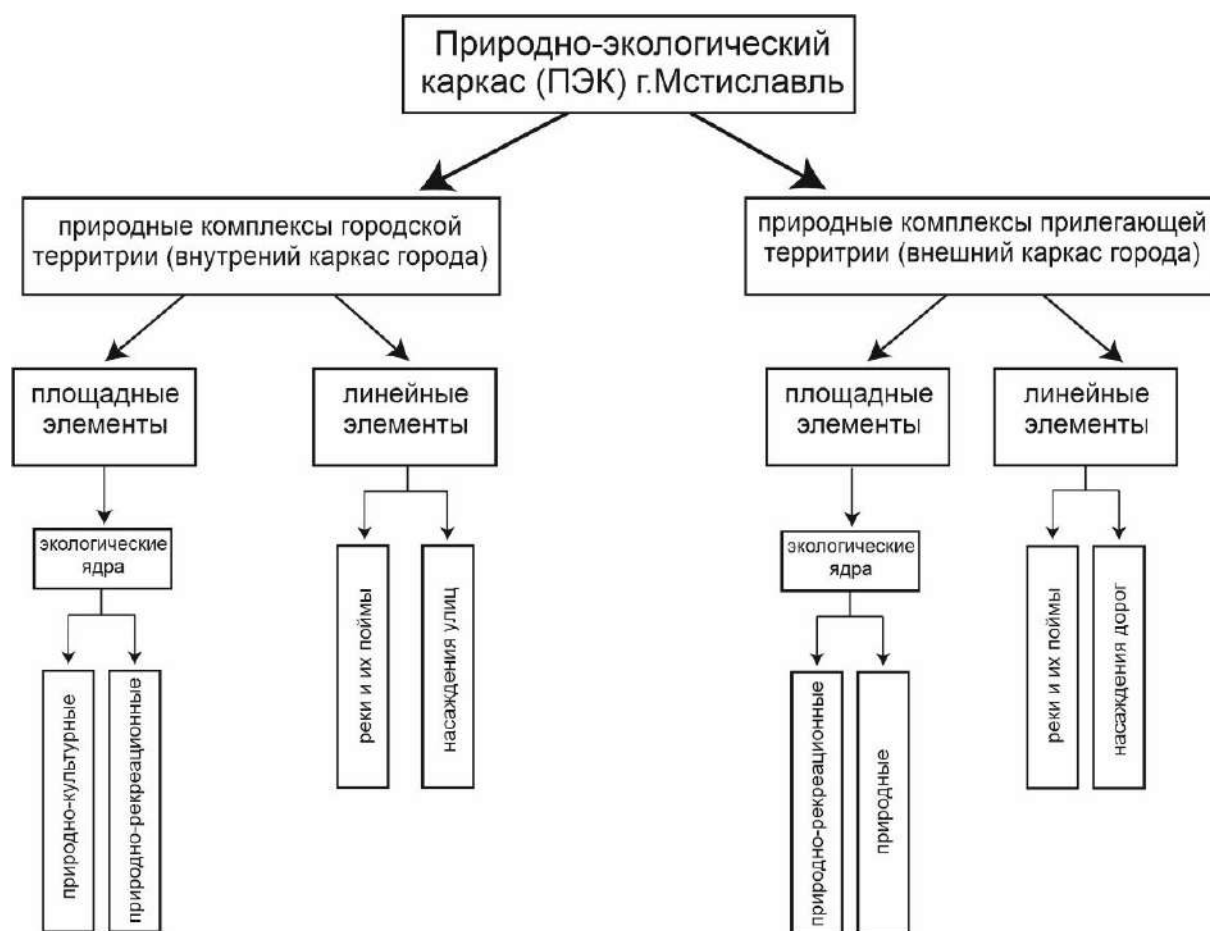 Природно-экологический
каркас (ПЭК) г.Мстиславль
природные комплексы городской
территрии (внутрений каркас города)
природные комплексы прилегающей
территрии (внешний каркас города)
площадные
элементы
линейные
элементы
площадные
элементы
линейные
элементы
экологические
ядра
реки и их поймы
насаждения улиц
экологические
ядра
реки и их поймы
насаждения дорог
природно-культурные
природно-рекреационные
природно-рекреационные
природные